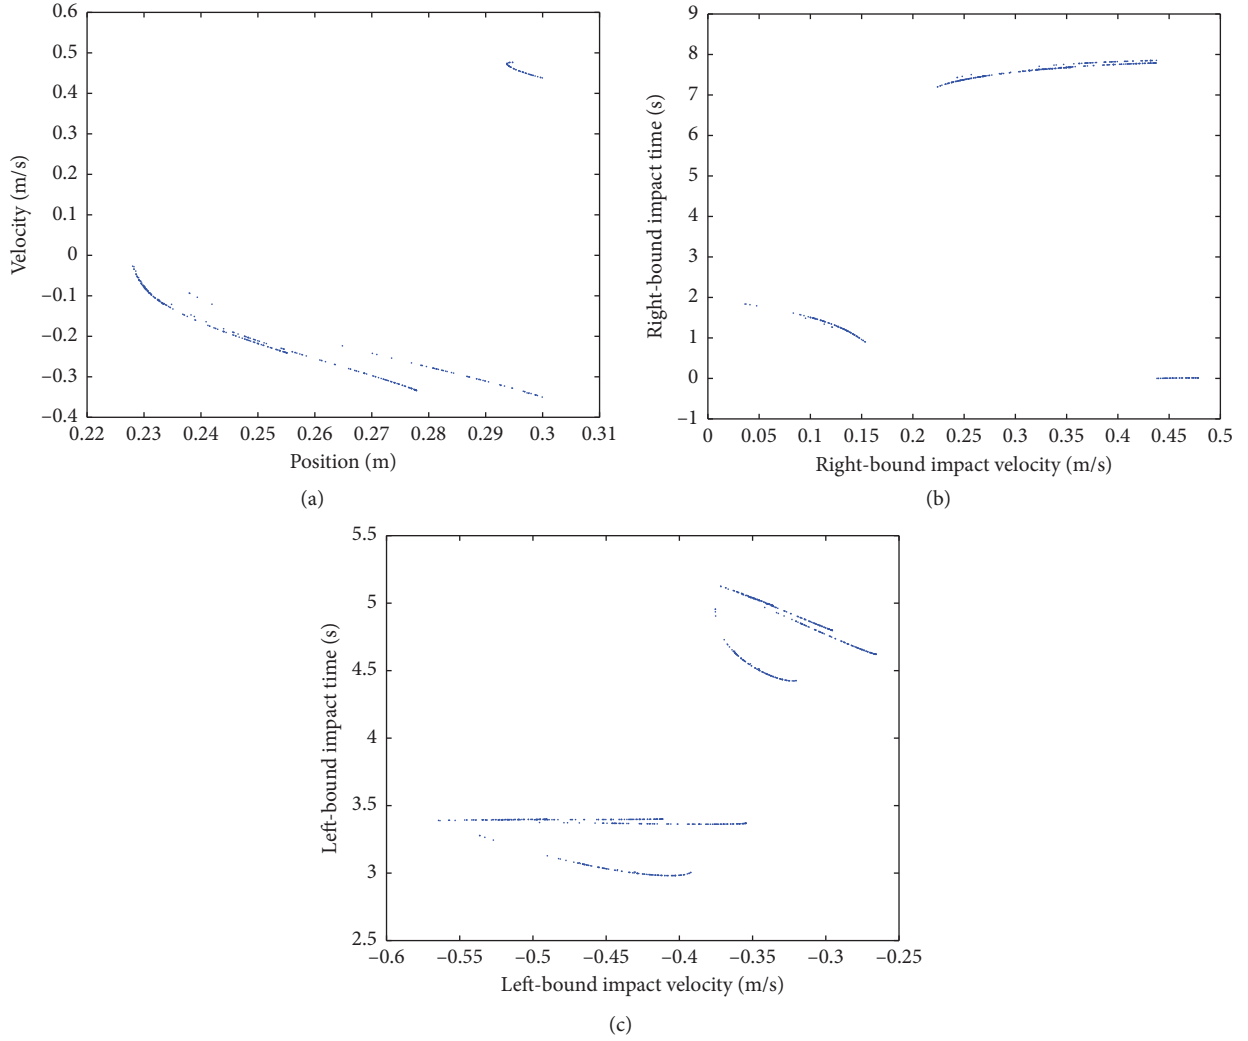 0.6
0.5
0.4
0.3
0.2
0.1
0
–0.1
–0.2
–0.3
–0.4
Velocity (m/s)
0.22 0.23 0.24 0.25 0.26 0.27 0.28 0.29 0.3 0.31
Position (m)
(a)
9
8
7
6
5
4
3
2
1
0
–1
Right-bound impact time (s)
0 0.05 0.1 0.15 0.2 0.25 0.3 0.35 0.4 0.45 0.5
Right-bound impact velocity (m/s)
(b)
5.5
5
4.5
4
3.5
3
2.5
Left-bound impact time (s)
–0.6 –0.55 –0.5 –0.45 –0.4 –0.35 –0.3 –0.25
Left-bound impact velocity (m/s)
(c)